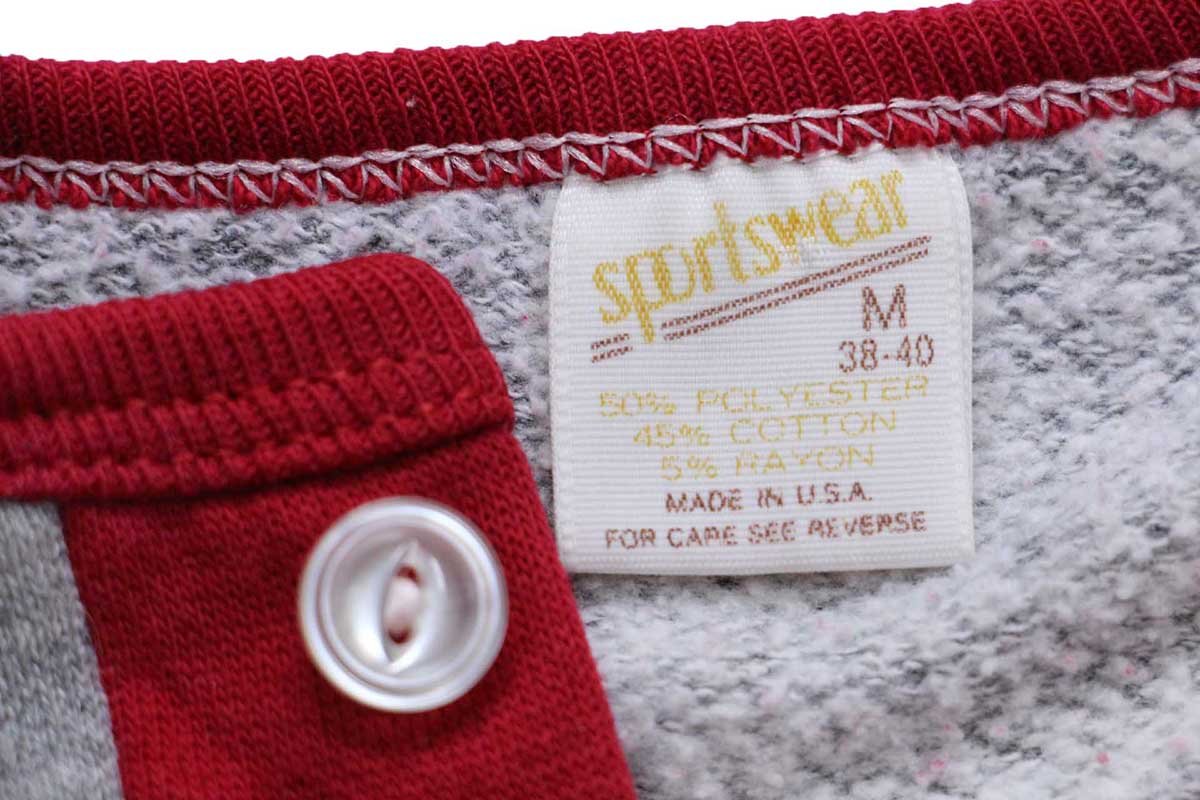 sportswear
M
38-40
50% POLYESTER
45% COTTON
5% RAYON
MADE IN U.S.A.
FOR CARE SEE REVERSE